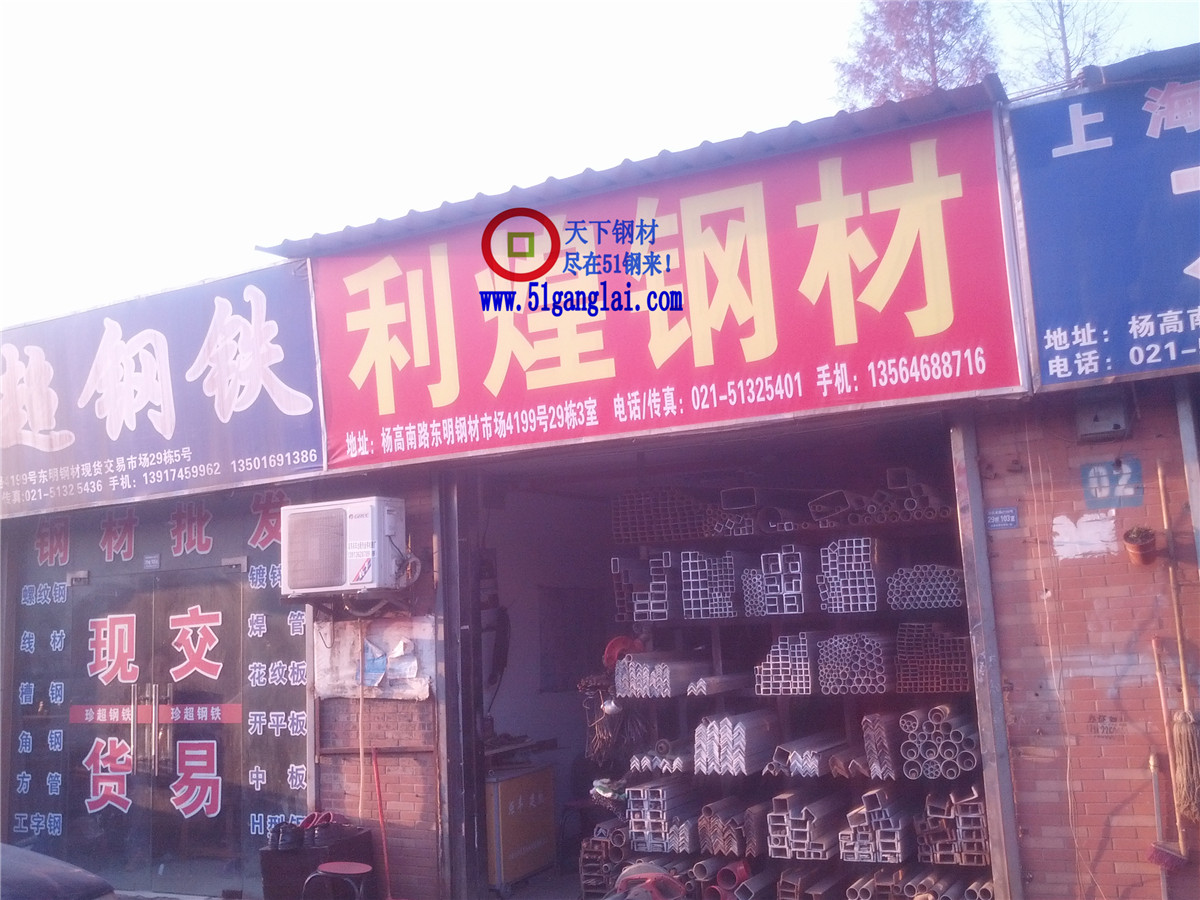 利煌钢材
地址：杨高南路东明钢材市场4199号29栋3室 电话/传真：021-51325401 手机：13564688716
天下钢材
尽在51钢来！
www.51ganglai.com
超钢铁
4199号东明钢材现货交易市场29栋5号
传真:021-5132 5436 手机：13917459962 13501691386
钢材批发
螺纹钢
线材
槽钢
角钢
方管
工字钢
现货
交易
珍超钢铁
珍超钢铁
焊管
花纹板
开平板
中板
H型钢
上海
地址：杨高南
电话：021-
02